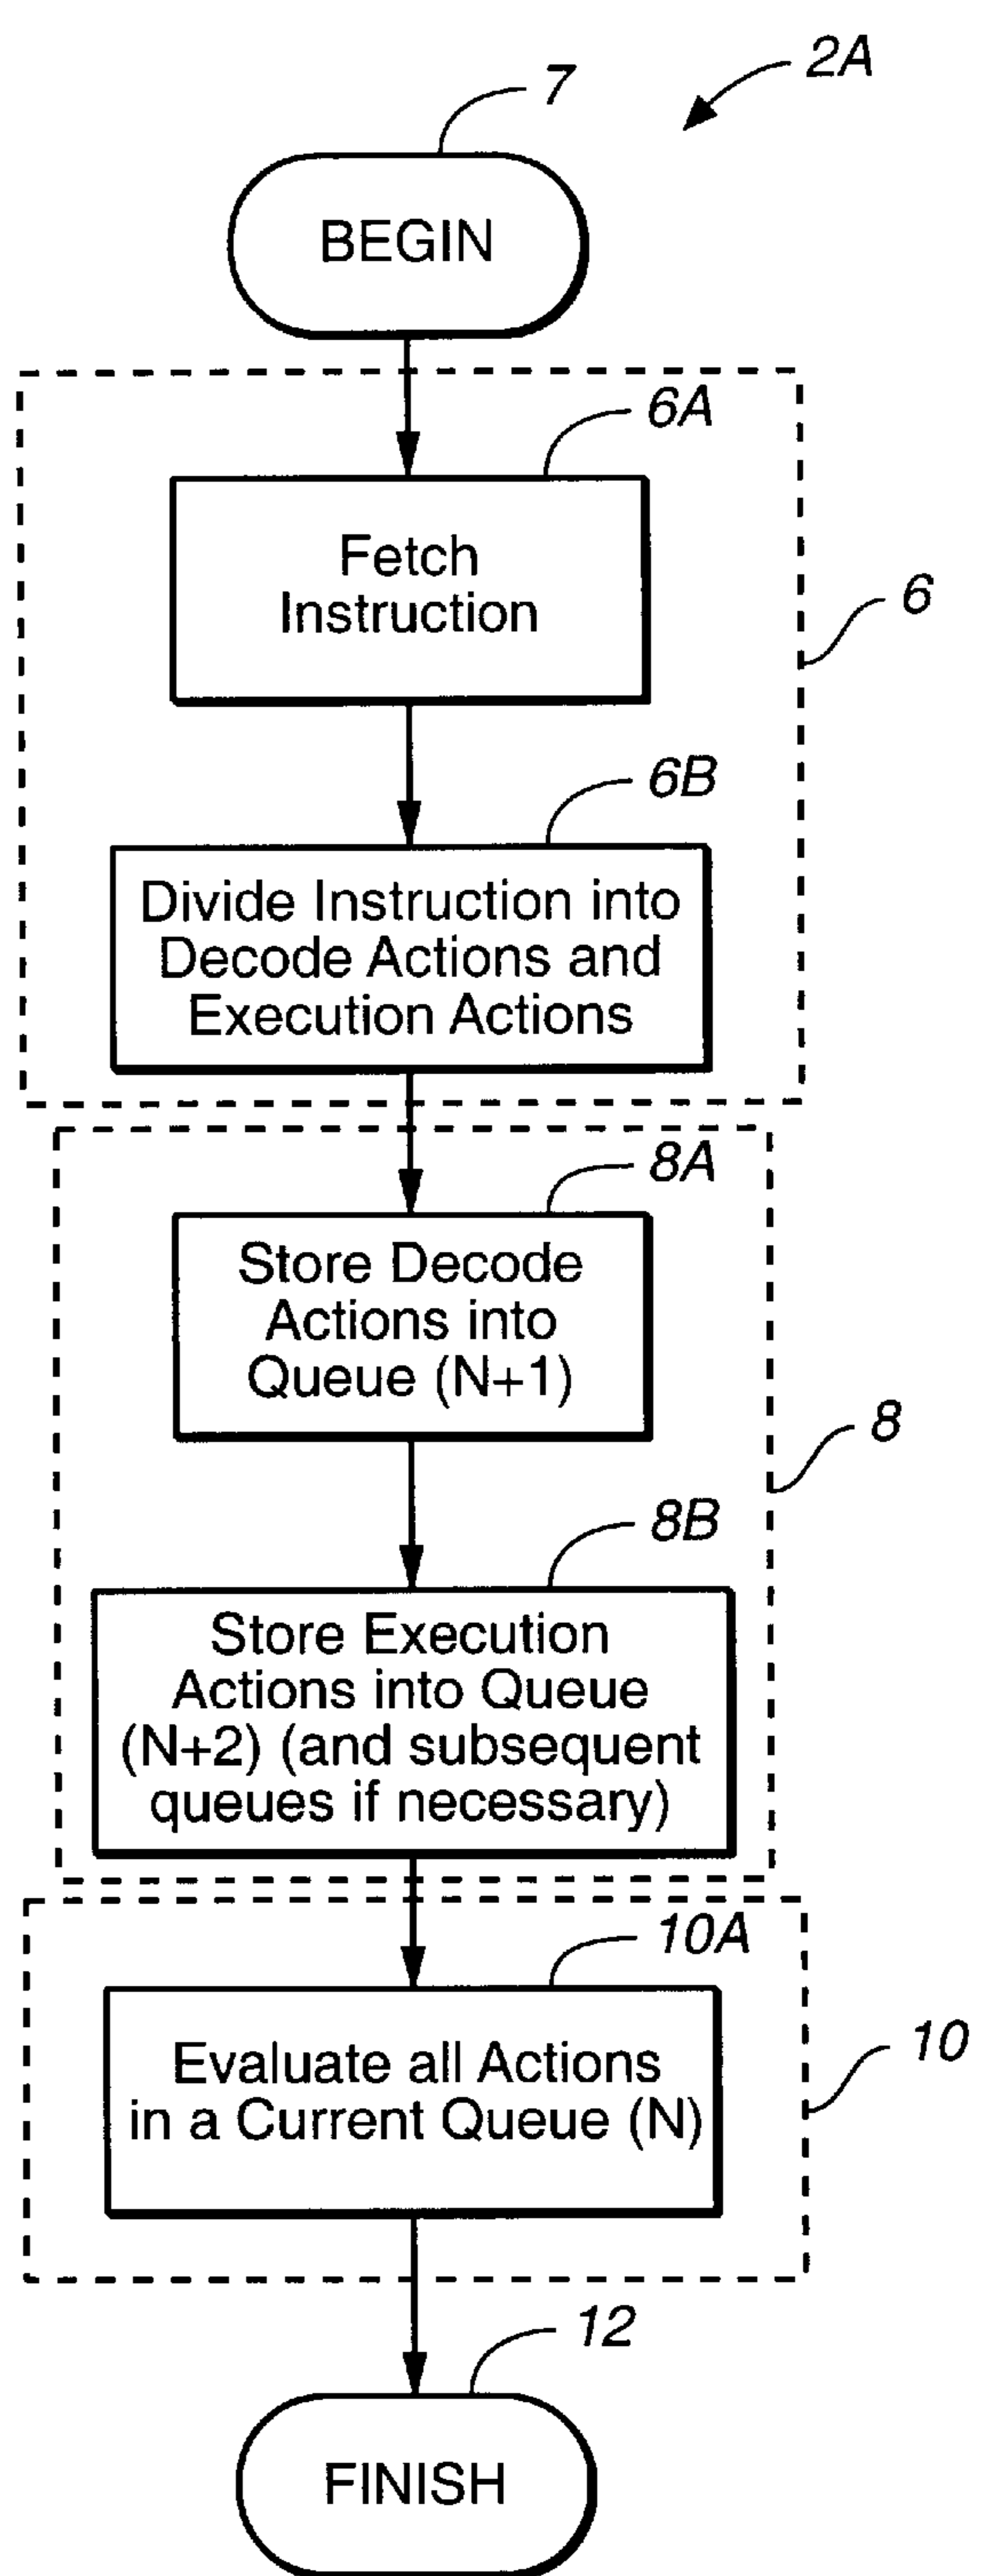 2A
7
BEGIN
6A
Fetch
Instruction
6
6B
Divide Instruction into
Decode Actions and
Execution Actions
8A
Store Decode
Actions into
Queue (N+1)
8
8B
Store Execution
Actions into Queue
(N+2) (and subsequent
queues if necessary)
10A
Evaluate all Actions
in a Current Queue (N)
10
12
FINISH